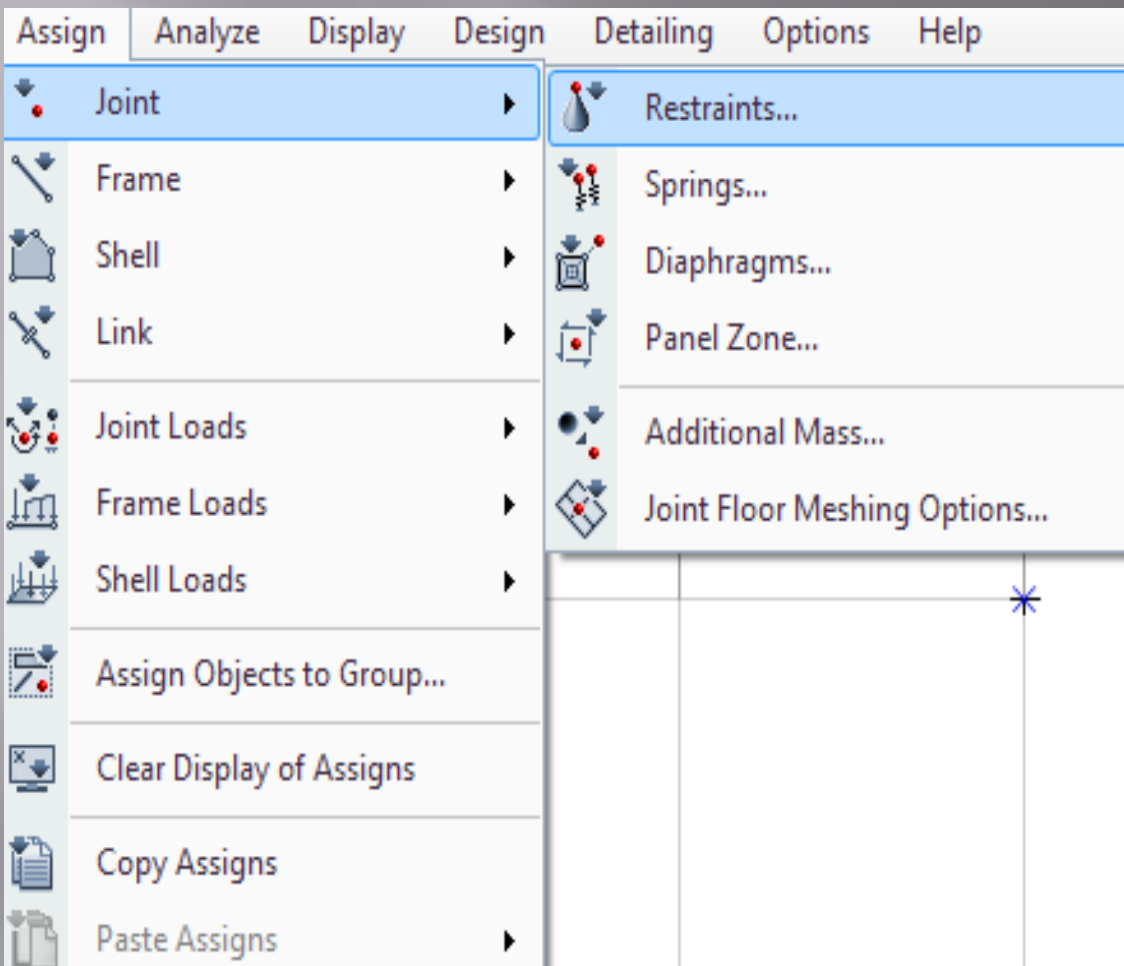 Assign Analyze Display Design Detailing Options Help
Joint
Frame
Shell
Link
Joint Loads
Frame Loads
Shell Loads
Assign Objects to Group...
Clear Display of Assigns
Copy Assigns
Paste Assigns
Restraints...
Springs...
Diaphragms...
Panel Zone...
Additional Mass...
Joint Floor Meshing Options...